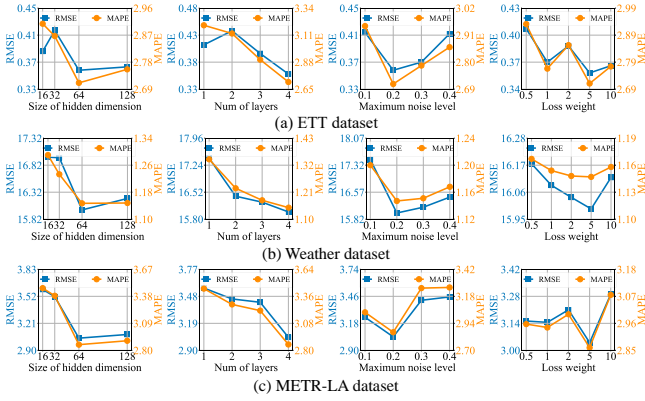 0.45 2.96 0.48 3.34 0.45 3.02 0.45 2.99
RMSE MAPE RMSE MAPE RMSE MAPE RMSE MAPE
0.41 2.87 0.43 3.11 0.41 2.91 0.41 2.89
RMSE MAPE RMSE MAPE RMSE MAPE RMSE MAPE
0.37 2.78 0.38 2.88 0.37 2.80 0.37 2.79
0.33 2.69 0.33 2.65 0.33 2.69 0.34 2.69
16 32 64 128 1 2 3 4 0.1 0.2 0.3 0.4 0.5 1 2 5 10
Size of hidden dimension Num of layers Maximum noise level Loss weight
(a) ETT dataset
17.32 1.34 17.96 1.43 18.07 1.24 16.28 1.19
RMSE MAPE RMSE MAPE RMSE MAPE RMSE MAPE
16.82 1.26 17.24 1.32 17.32 1.20 16.17 1.16
RMSE MAPE RMSE MAPE RMSE MAPE RMSE MAPE
16.32 1.18 16.52 1.21 16.57 1.16 16.06 1.13
15.82 1.10 15.80 1.10 15.82 1.12 15.95 1.10
16 32 64 128 1 2 3 4 0.1 0.2 0.3 0.4 0.5 1 2 5 10
Size of hidden dimension Num of layers Maximum noise level Loss weight
(b) Weather dataset
3.83 3.67 3.77 3.64 3.74 3.42 3.42 3.18
RMSE MAPE RMSE MAPE RMSE MAPE RMSE MAPE
3.52 3.38 3.48 3.36 3.46 3.18 3.28 3.07
RMSE MAPE RMSE MAPE RMSE MAPE RMSE MAPE
3.21 3.09 3.19 3.08 3.18 2.94 3.14 2.96
2.90 2.80 2.90 2.80 2.90 2.70 3.00 2.85
16 32 64 128 1 2 3 4 0.1 0.2 0.3 0.4 0.5 1 2 5 10
Size of hidden dimension Num of layers Maximum noise level Loss weight
(c) METR-LA dataset